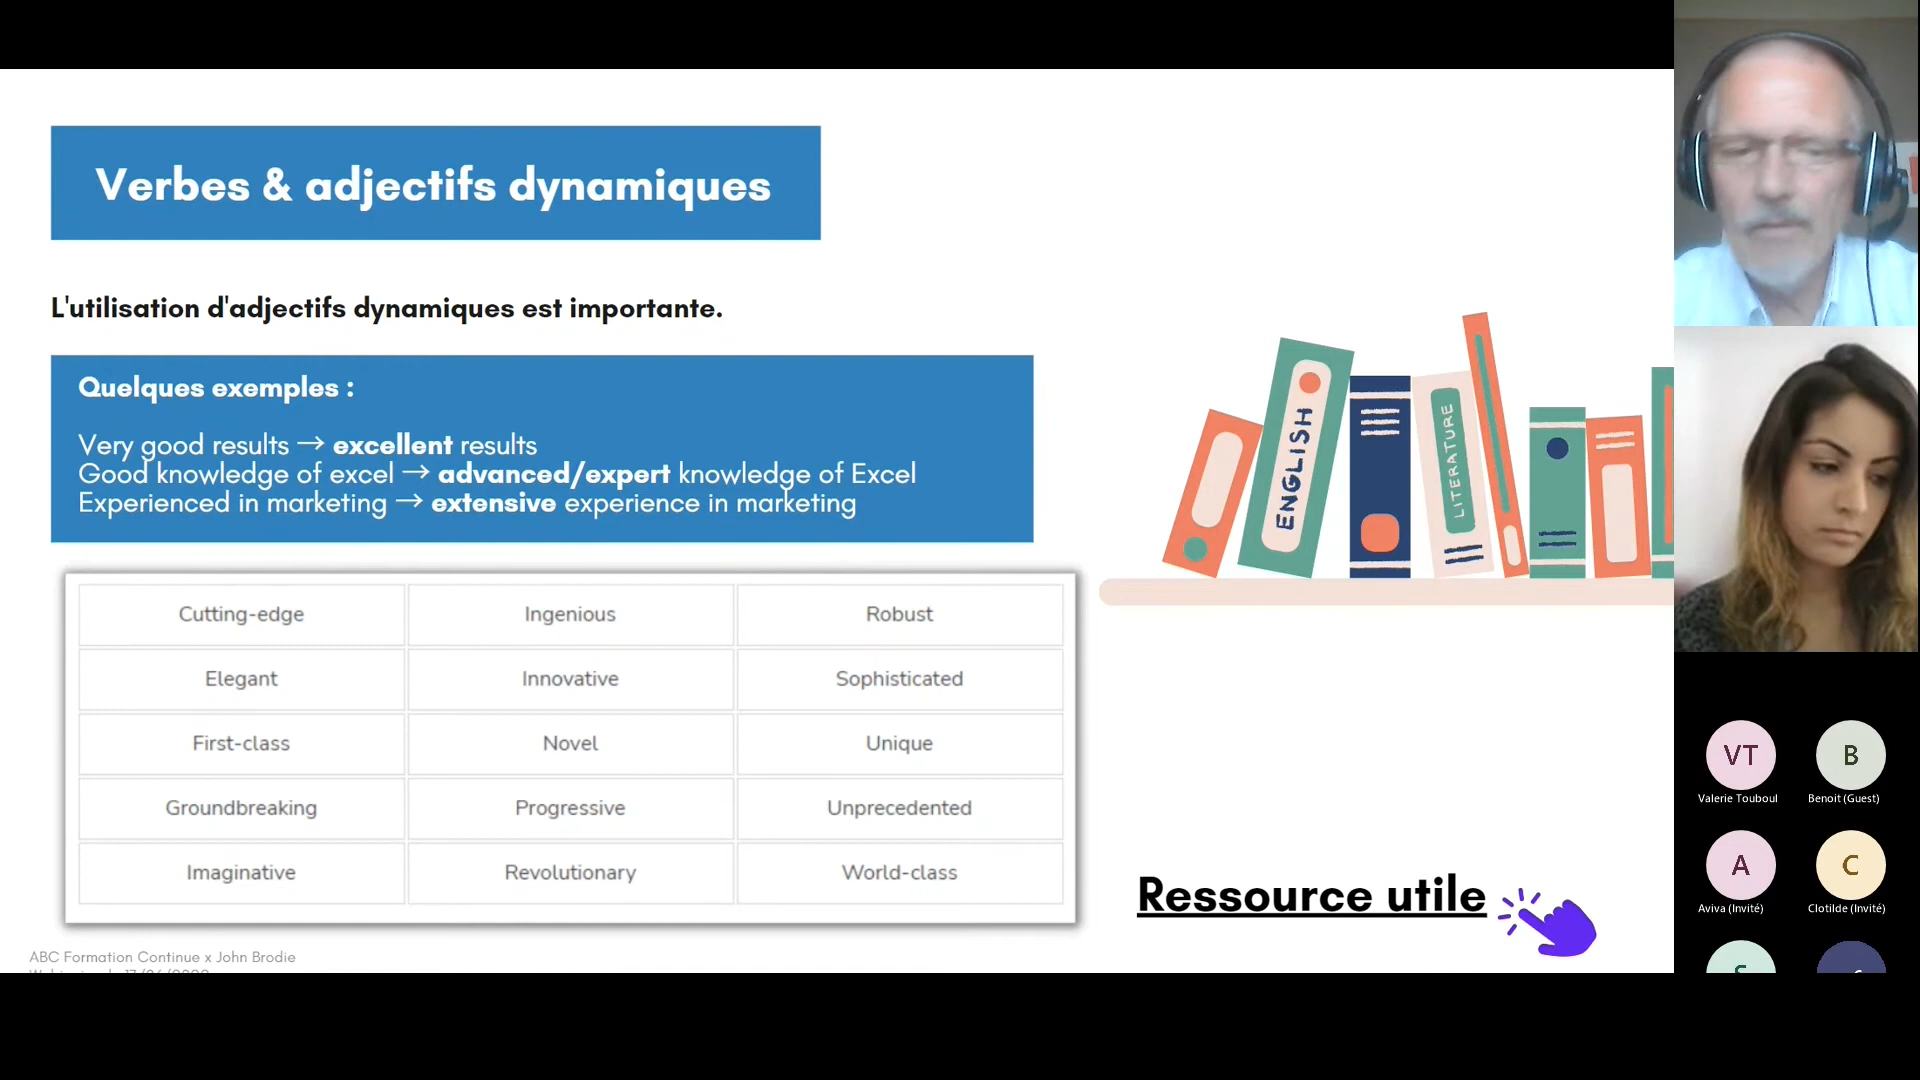 Verbes & adjectifs dynamiques
L'utilisation d'adjectifs dynamiques est importante.
Quelques exemples :
Very good results → excellent results
Good knowledge of excel → advanced/expert knowledge of Excel
Experienced in marketing → extensive experience in marketing
Cutting-edge Ingenious Robust
Elegant Innovative Sophisticated
First-class Novel Unique
Groundbreaking Progressive Unprecedented
Imaginative Revolutionary World-class
ENGLISH
LITERATURE
Ressource utile
ABC Formation Continue x John Brodie
VT B
Valerie Touboul Benoit (Guest)
A C
Aviva (Invité) Clotilde (Invité)